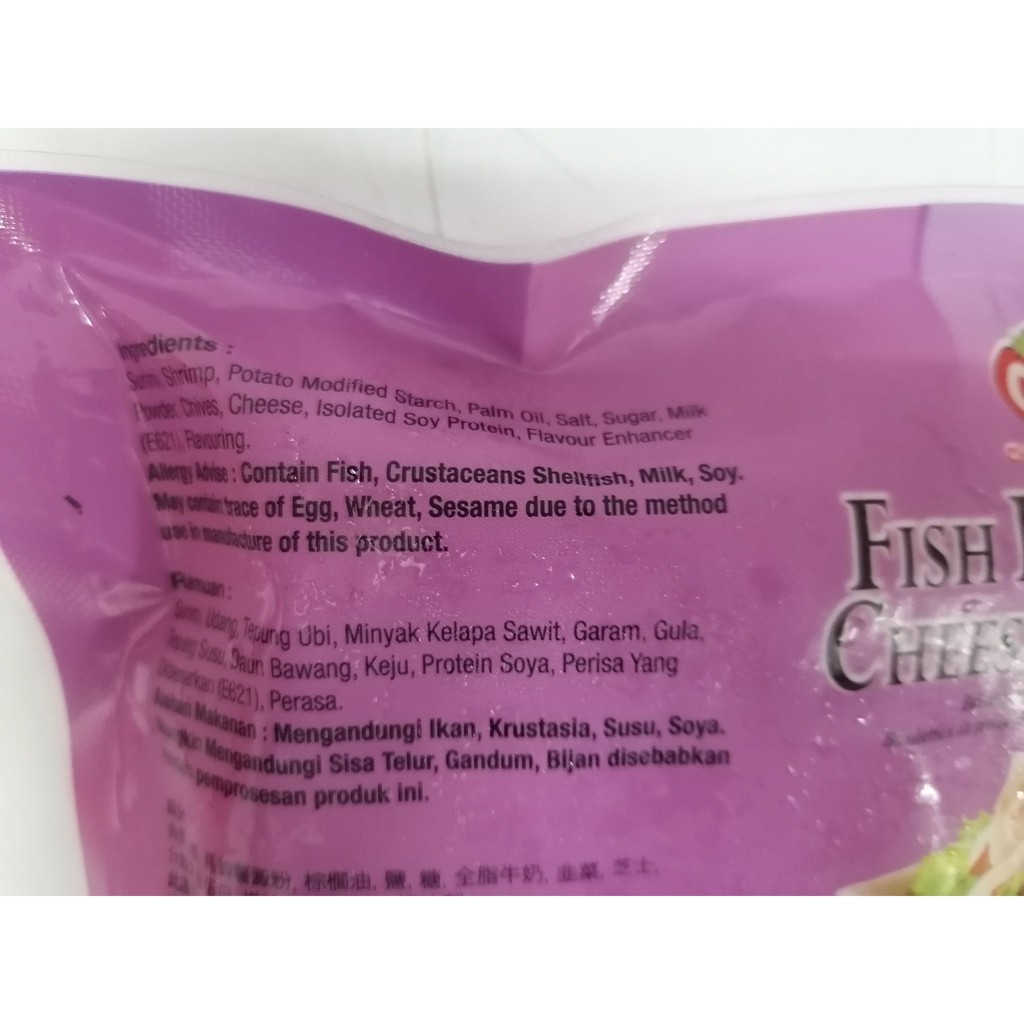 Ingredients :
Surimi, Shrimp, Potato Modified Starch, Palm Oil, Salt, Sugar, Milk
Powder, Chives, Cheese, Isolated Soy Protein, Flavour Enhancer
(E621), Flavouring.
Allergy Advise : Contain Fish, Crustaceans Shellfish, Milk, Soy.
May contain trace of Egg, Wheat, Sesame due to the method
use in manufacture of this product.
Ramuan :
Surimi, Udang, Tepung Ubi, Minyak Kelapa Sawit, Garam, Gula,
Tepung Susu, Daun Bawang, Keju, Protein Soya, Perisa Yang
Dibenarkan (E621), Perasa.
Alahan Makanan : Mengandungi Ikan, Krustasia, Susu, Soya.
Mungkin Mengandungi Sisa Telur, Gandum, Bijan disebabkan
pemprosesan produk ini.
粉, 棕榈油, 鹽, 糖, 全脂牛奶, 韭菜, 芝士,
FISH
CHEES